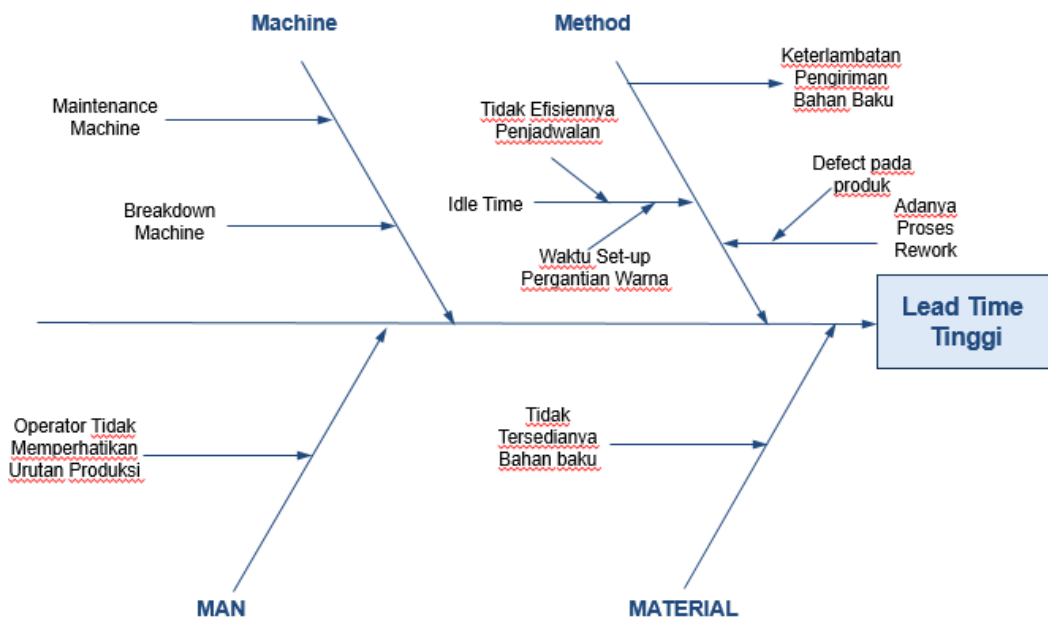 Machine
Method
Maintenance
Machine
Breakdown
Machine
Tidak Efisiennya
Penjadwalan
Idle Time
Waktu Set-up
Pergantian Warna
Keterlambatan
Pengiriman
Bahan Baku
Defect pada
produk
Adanya
Proses
Rework
Lead Time
Tinggi
Operator Tidak
Memperhatikan
Urutan Produksi
Tidak
Tersedianya
Bahan baku
MAN
MATERIAL